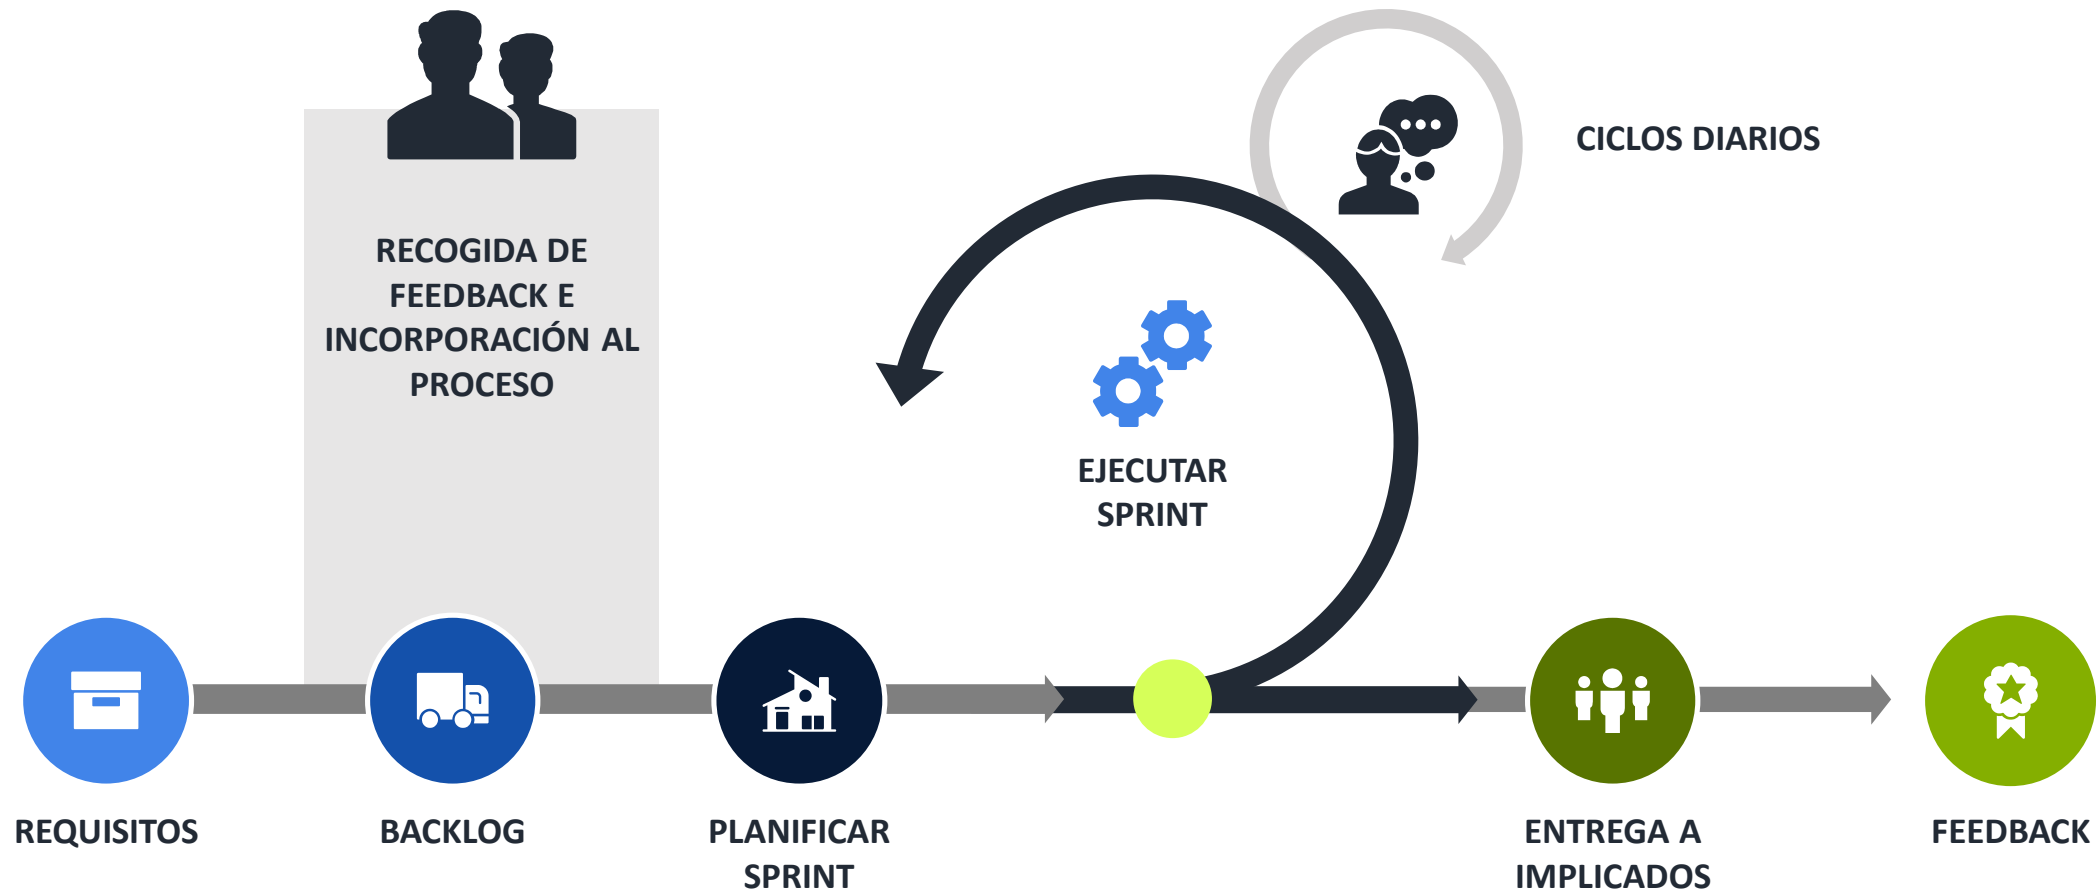 CICLOS DIARIOS
RECOGIDA DE
FEEDBACK E
INCORPORACIÓN AL
PROCESO
EJECUTAR
SPRINT
REQUISITOS
BACKLOG
PLANIFICAR
SPRINT
ENTREGA A
IMPLICADOS
FEEDBACK